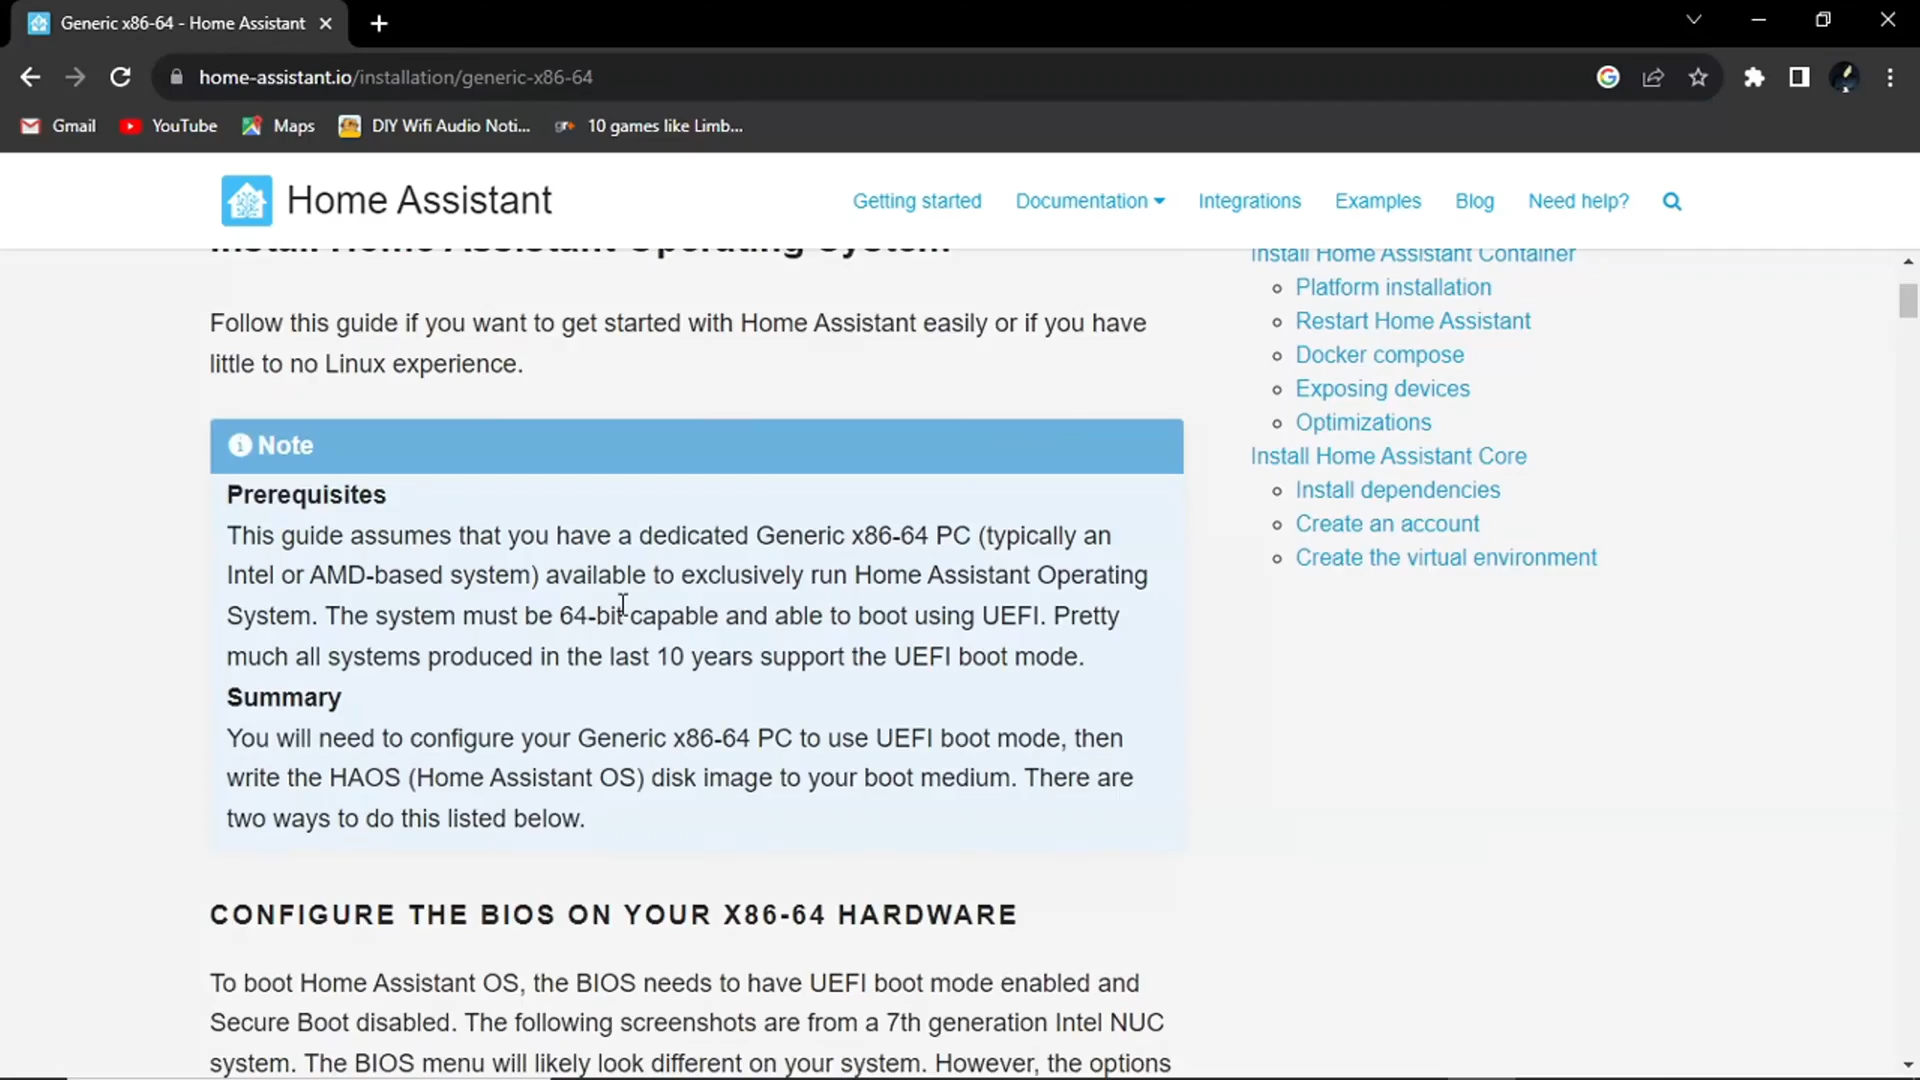 Generic x86-64 - Home Assistant
home-assistant.io/installation/generic-x86-64
Gmail
YouTube
Maps
DIY Wifi Audio Noti...
10 games like Limb...
Home Assistant
Getting started
Documentation
Integrations
Examples
Blog
Need help?
Install Home Assistant Operating System
Follow this guide if you want to get started with Home Assistant easily or if you have
little to no Linux experience.
Note
Prerequisites
This guide assumes that you have a dedicated Generic x86-64 PC (typically an
Intel or AMD-based system) available to exclusively run Home Assistant Operating
System. The system must be 64-bit capable and able to boot using UEFI. Pretty
much all systems produced in the last 10 years support the UEFI boot mode.
Summary
You will need to configure your Generic x86-64 PC to use UEFI boot mode, then
write the HAOS (Home Assistant OS) disk image to your boot medium. There are
two ways to do this listed below.
CONFIGURE THE BIOS ON YOUR X86-64 HARDWARE
To boot Home Assistant OS, the BIOS needs to have UEFI boot mode enabled and
Secure Boot disabled. The following screenshots are from a 7th generation Intel NUC
system. The BIOS menu will likely look different on your system. However, the options
Install Home Assistant Container
Platform installation
Restart Home Assistant
Docker compose
Exposing devices
Optimizations
Install Home Assistant Core
Install dependencies
Create an account
Create the virtual environment